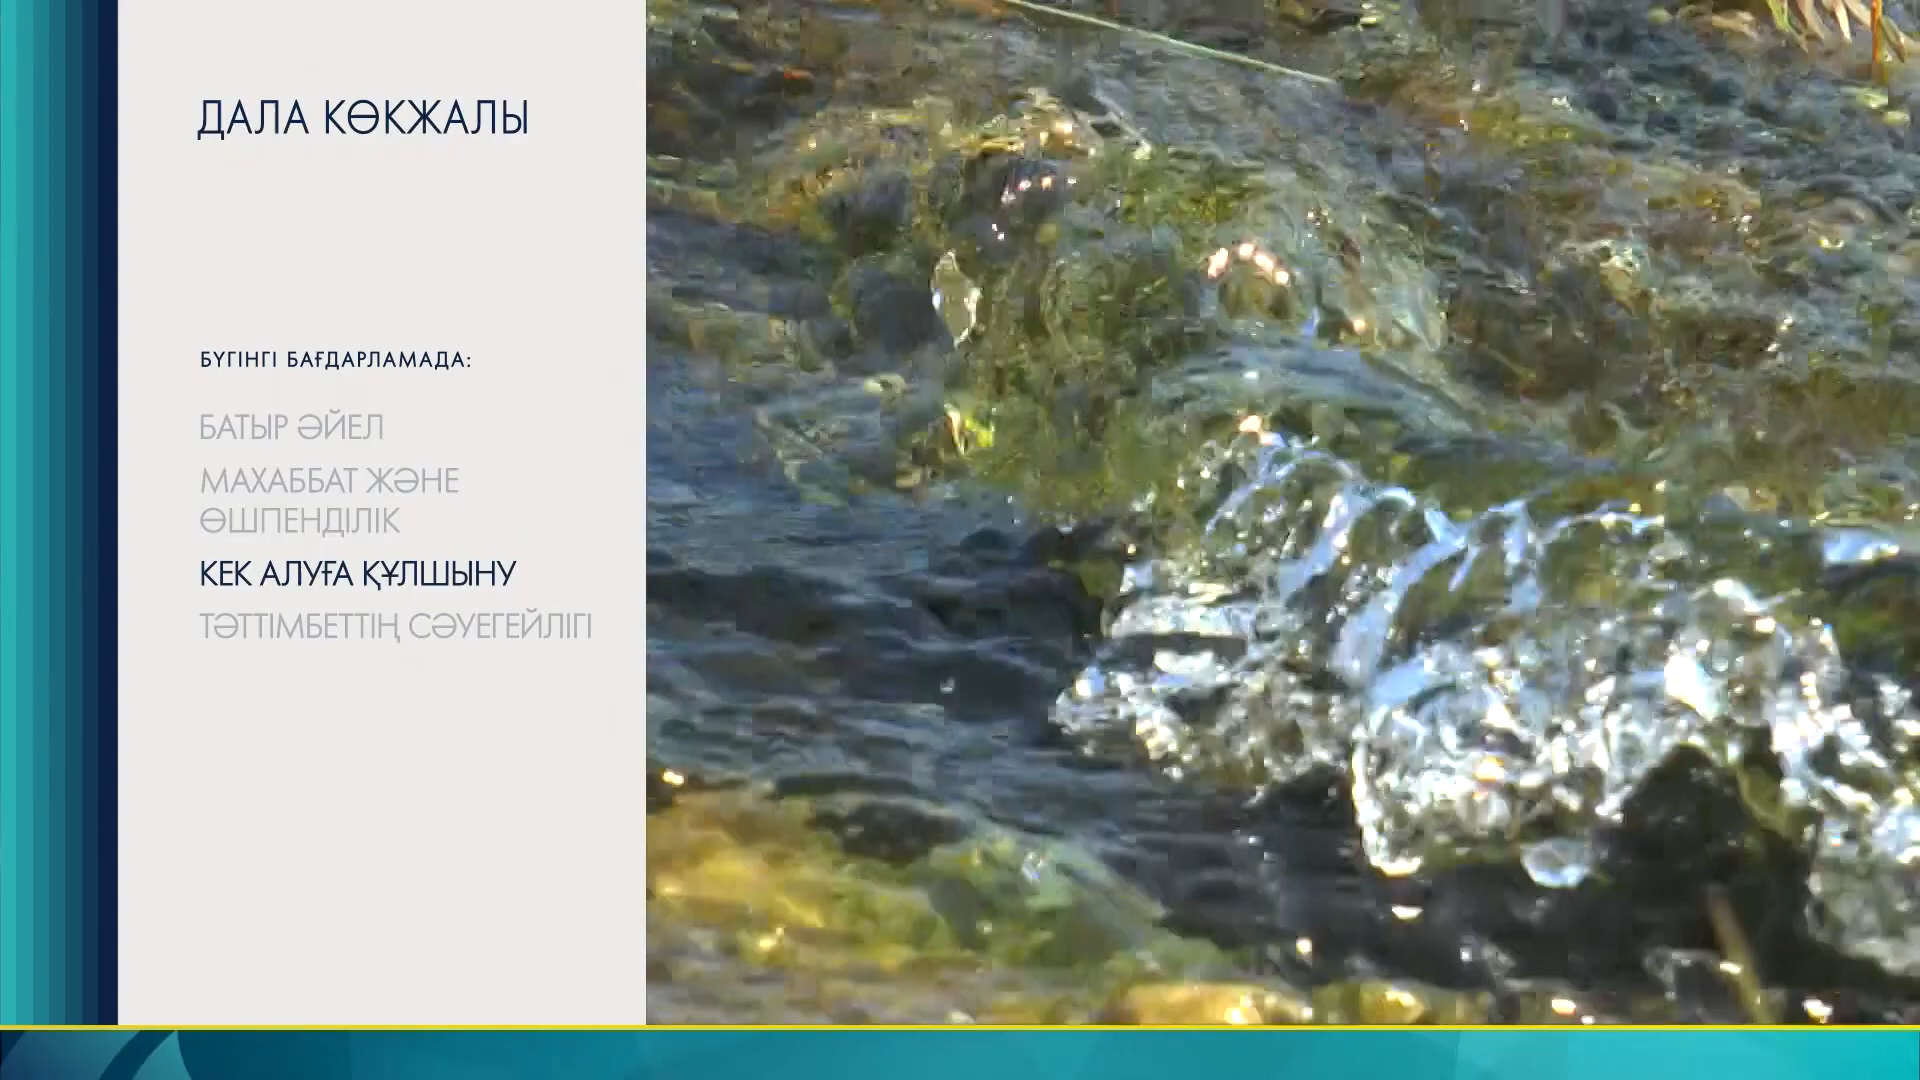 ДАЛА КӨКЖАЛЫ
БҮГІНГІ БАҒДАРЛАМАДА:
БАТЫР ӘЙЕЛ
МАХАББАТ ЖӘНЕ
ӨШПЕНДІЛІК
КЕК АЛУҒА ҚҰЛШЫНУ
ТӘТТІМБЕТТІҢ СӘУЕГЕЙЛІГІ